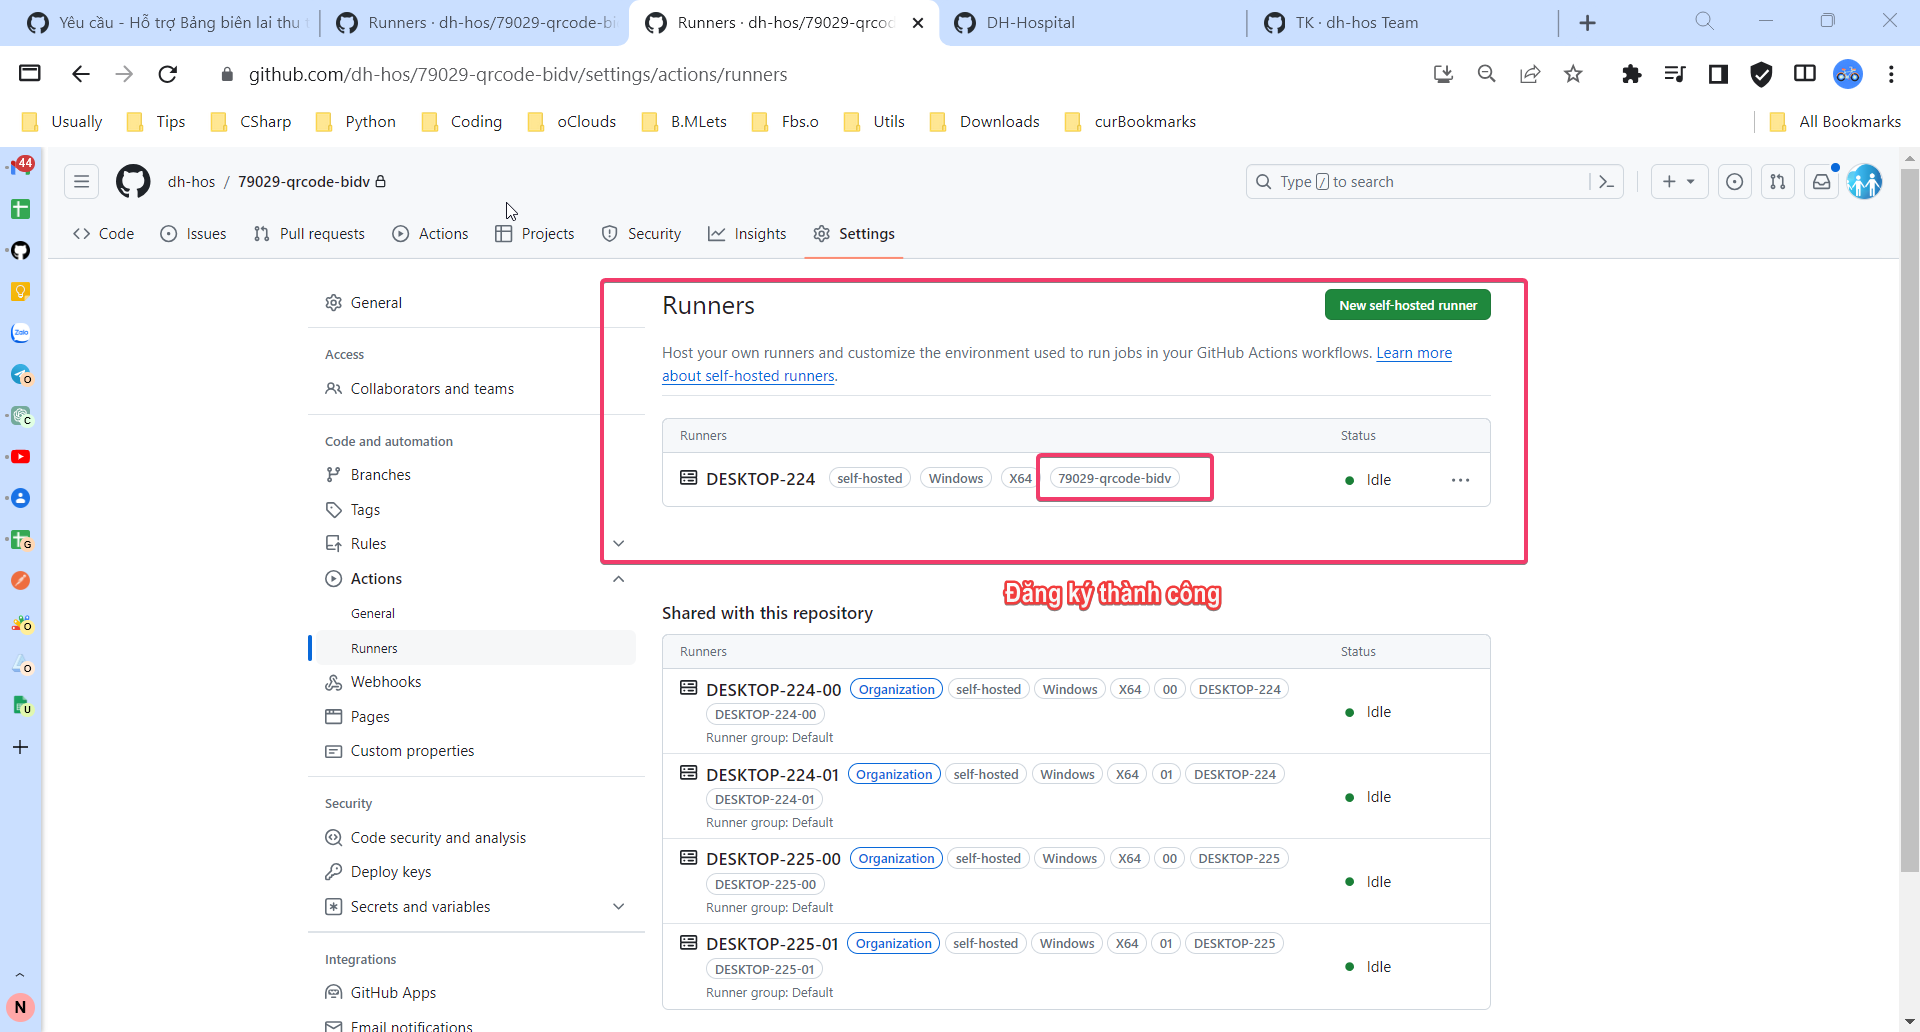 Yêu cầu - Hỗ trợ Bảng biên lai thu
Runners · dh-hos/79029-qrcode-bi
Runners · dh-hos/79029-qrcod
DH-Hospital
TK · dh-hos Team
github.com/dh-hos/79029-qrcode-bidv/settings/actions/runners
Usually
Tips
CSharp
Python
Coding
oClouds
B.MLets
Fbs.o
Utils
Downloads
curBookmarks
All Bookmarks
44
dh-hos / 79029-qrcode-bidv
Type / to search
Code
Issues
Pull requests
Actions
Projects
Security
Insights
Settings
Zalo
O
C
G
O
O
U
N
General
Access
Collaborators and teams
Code and automation
Branches
Tags
Rules
Actions
General
Runners
Webhooks
Pages
Custom properties
Security
Code security and analysis
Deploy keys
Secrets and variables
Integrations
GitHub Apps
Email notifications
Runners
New self-hosted runner
Host your own runners and customize the environment used to run jobs in your GitHub Actions workflows. Learn more
about self-hosted runners.
Runners Status
DESKTOP-224 self-hosted Windows X64 79029-qrcode-bidv Idle
Đăng ký thành công
Shared with this repository
Runners Status
DESKTOP-224-00 Organization self-hosted Windows X64 00 DESKTOP-224
DESKTOP-224-00
Idle
Runner group: Default
DESKTOP-224-01 Organization self-hosted Windows X64 01 DESKTOP-224
DESKTOP-224-01
Idle
Runner group: Default
DESKTOP-225-00 Organization self-hosted Windows X64 00 DESKTOP-225
DESKTOP-225-00
Idle
Runner group: Default
DESKTOP-225-01 Organization self-hosted Windows X64 01 DESKTOP-225
DESKTOP-225-01
Idle
Runner group: Default